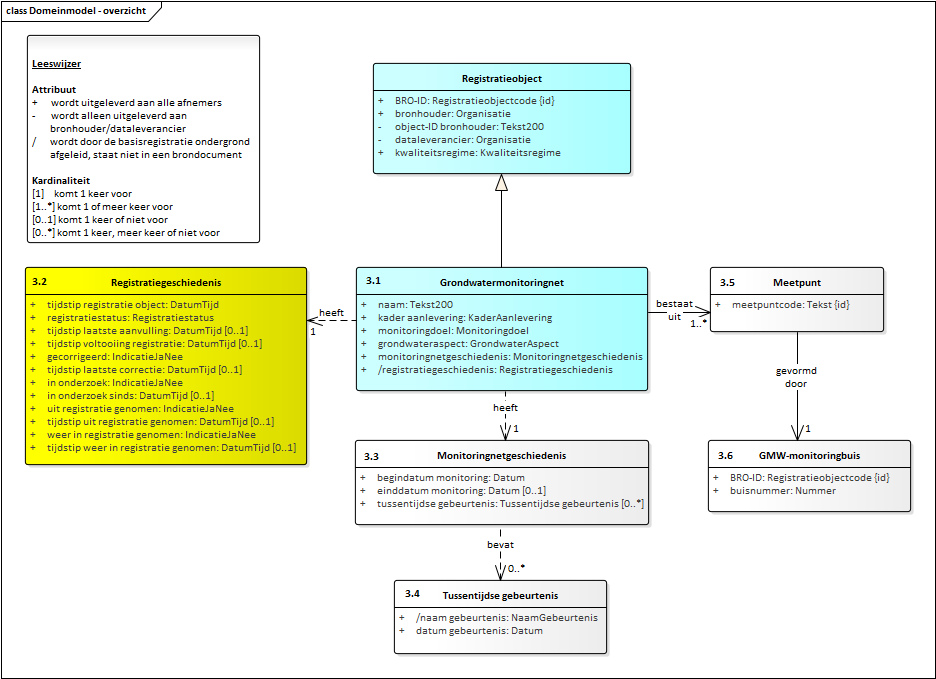 class Domeinmodel - overzicht
Leeswijzer
Attribuut
+ wordt uitgeleverd aan alle afnemers
- wordt alleen uitgeleverd aan
bronhouder/dataleverancier
/ wordt door de basisregistratie ondergrond
afgeleid, staat niet in een brondocument
Kardinaliteit
[1] komt 1 keer voor
[1..*] komt 1 of meer keer voor
[0..1] komt 1 keer of niet voor
[0..*] komt 1 keer, meer keer of niet voor
Registratieobject
+ BRO-ID: Registratieobjectcode {id}
+ bronhouder: Organisatie
- object-ID bronhouder: Tekst200
- dataleverancier: Organisatie
+ kwaliteitsregime: Kwaliteitsregime
3.2 Registratiegeschiedenis
+ tijdstip registratie object: DatumTijd
+ registratiestatus: Registratiestatus
+ tijdstip laatste aanvulling: DatumTijd [0..1]
+ tijdstip voltooiing registratie: DatumTijd [0..1]
+ gecorrigeerd: IndicatieJaNee
+ tijdstip laatste correctie: DatumTijd [0..1]
+ in onderzoek: IndicatieJaNee
+ in onderzoek sinds: DatumTijd [0..1]
+ uit registratie genomen: IndicatieJaNee
+ tijdstip uit registratie genomen: DatumTijd [0..1]
+ weer in registratie genomen: IndicatieJaNee
+ tijdstip weer in registratie genomen: DatumTijd [0..1]
heeft
1
3.1 Grondwatermonitoringnet
+ naam: Tekst200
+ kader aanlevering: KaderAanlevering
+ monitoringdoel: Monitoringdoel
+ grondwateraspect: GrondwaterAspect
+ monitoringnetgeschiedenis: Monitoringnetgeschiedenis
+ /registratiegeschiedenis: Registratiegeschiedenis
bestaat
uit
1..*
3.5 Meetpunt
+ meetpuntcode: Tekst {id}
gevormd
door
1
3.6 GMW-monitoringbuis
+ BRO-ID: Registratieobjectcode {id}
+ buisnummer: Nummer
heeft
1
3.3 Monitoringnetgeschiedenis
+ begindatum monitoring: Datum
+ einddatum monitoring: Datum [0..1]
+ tussentijdse gebeurtenis: Tussentijdse gebeurtenis [0..*]
bevat
0..*
3.4 Tussentijdse gebeurtenis
+ /naam gebeurtenis: NaamGebeurtenis
+ datum gebeurtenis: Datum